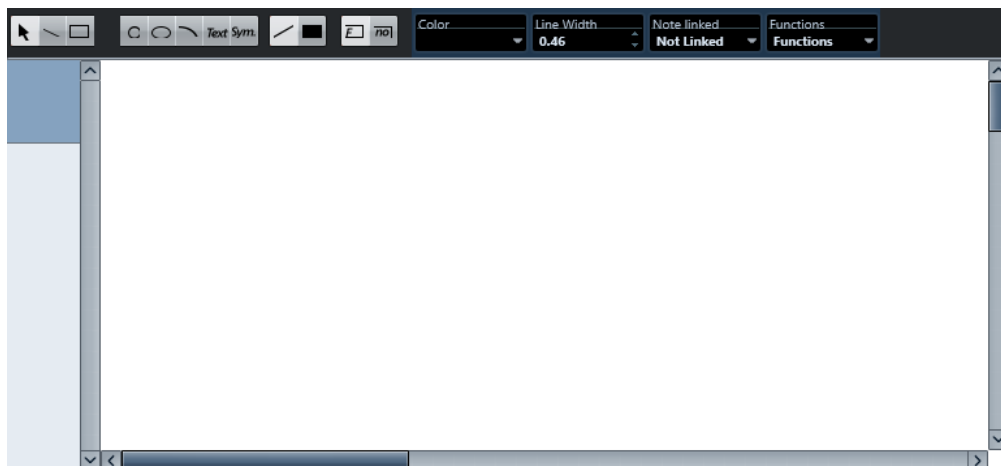 Text Sym. F no Color Line Width Note linked Functions
0.46 Not Linked Functions